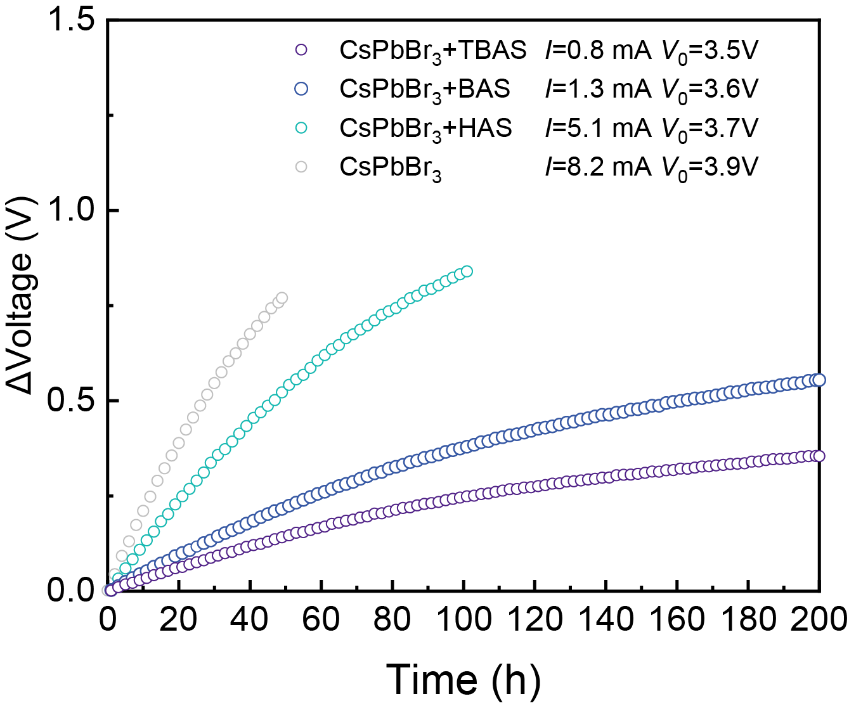 1.5
1.0
0.5
0.0
ΔVoltage (V)
CsPbBr₃+TBAS I=0.8 mA V₀=3.5V
CsPbBr₃+BAS I=1.3 mA V₀=3.6V
CsPbBr₃+HAS I=5.1 mA V₀=3.7V
CsPbBr₃ I=8.2 mA V₀=3.9V
0 20 40 60 80 100 120 140 160 180 200
Time (h)